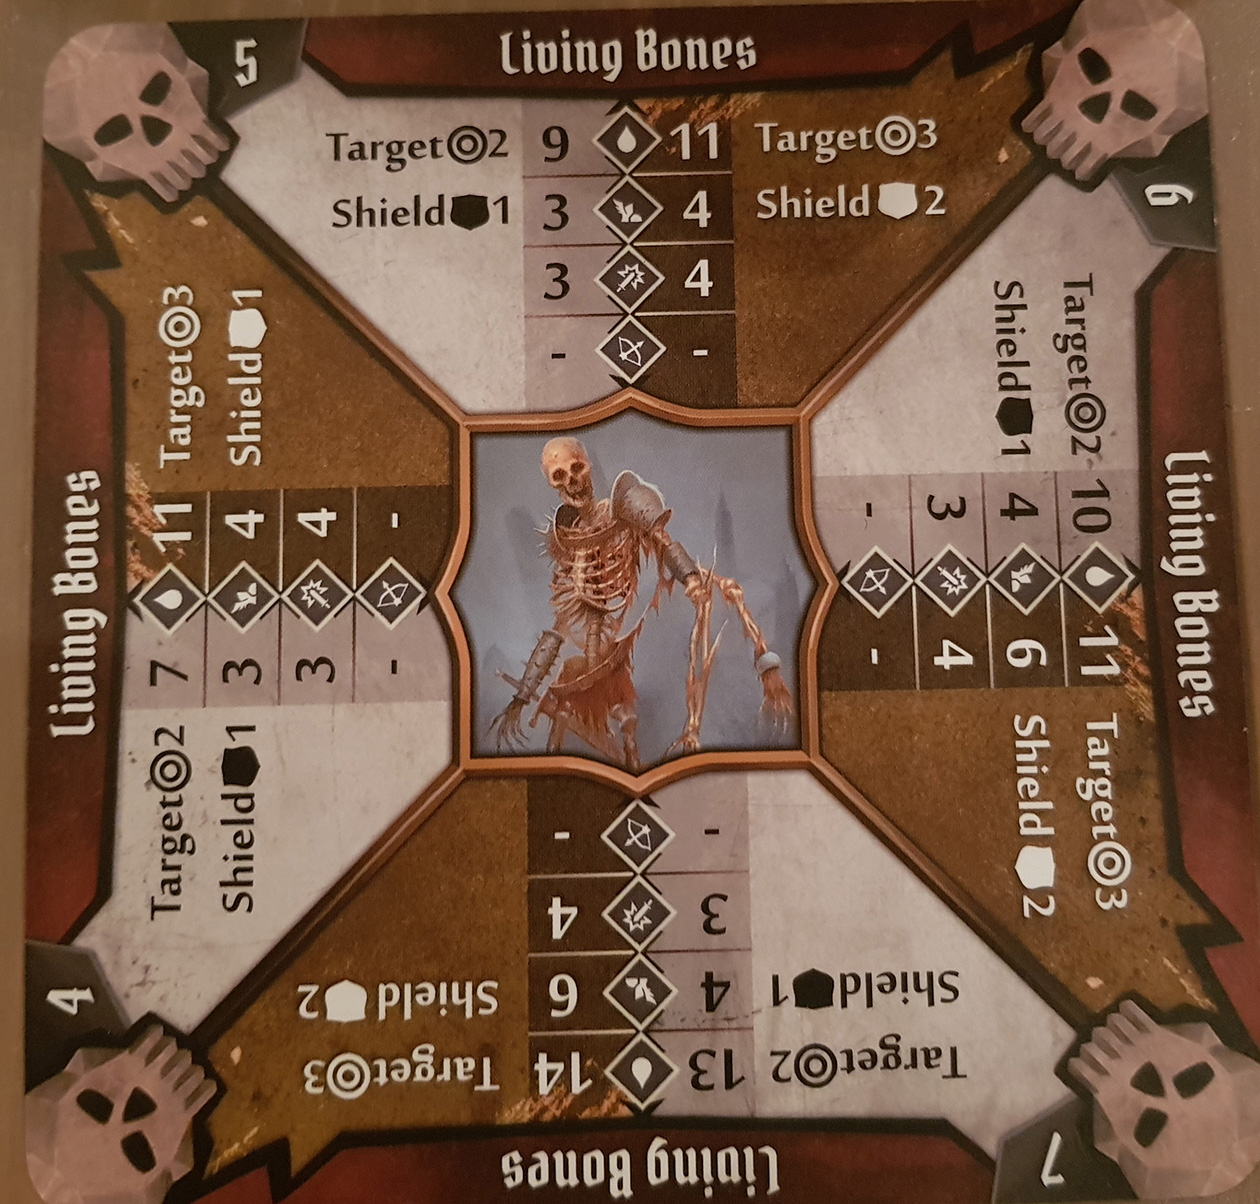 5
Living Bones
Target 2 9 11 Target 3
Shield 1 3 4 Shield 2
3 4
- -
6
Living Bones
Target 2 10 11 Target 3
Shield 1 4 6 Shield 2
3 4
- -
7
Living Bones
Target 2 13 14 Target 3
Shield 1 4 6 Shield 2
3 4
- -
4
Living Bones
Target 2 7 11 Target 3
Shield 1 3 4 Shield 1
3 4
- -